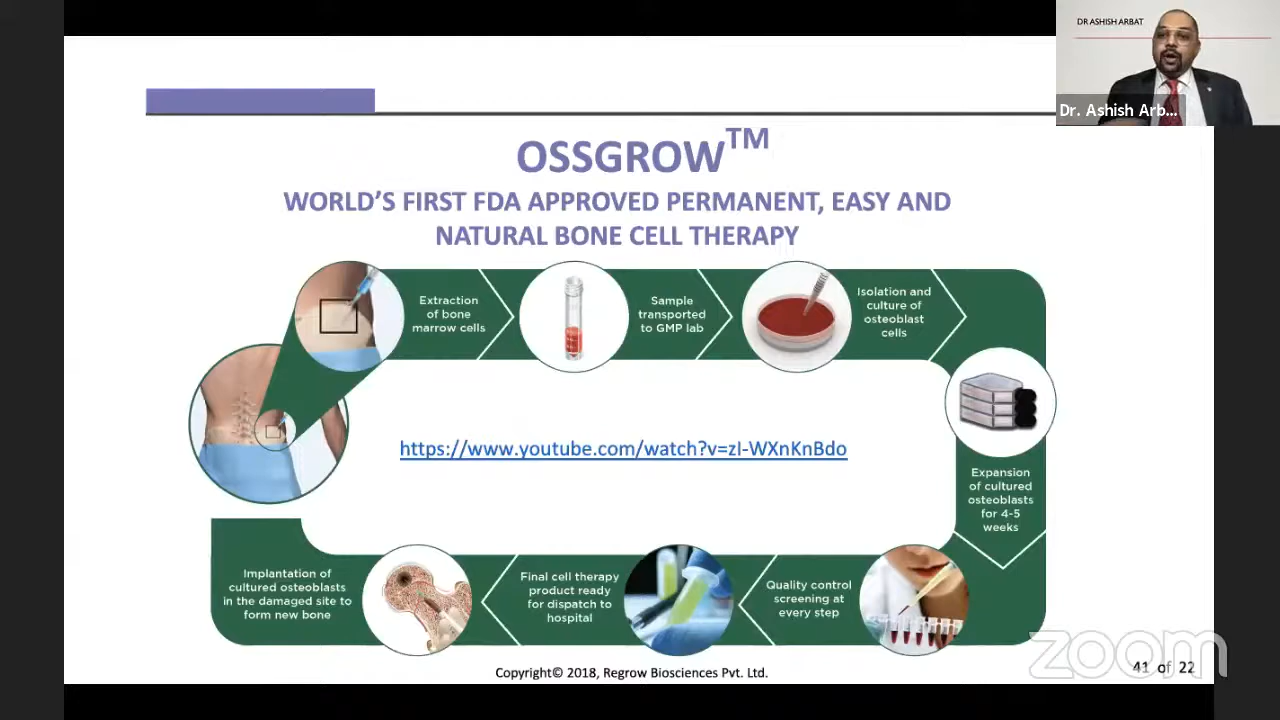 DR ASHISH ARBAT
Dr. Ashish Arb...
OSSGROW™
WORLD'S FIRST FDA APPROVED PERMANENT, EASY AND
NATURAL BONE CELL THERAPY
Extraction
of bone
marrow cells
Sample
transported
to GMP lab
Isolation and
culture of
osteoblast
cells
https://www.youtube.com/watch?v=zI-WXnKnBdo
Expansion
of cultured
osteoblasts
for 4-5
weeks
Implantation of
cultured osteoblasts
in the damaged site to
form new bone
Final cell therapy
product ready
for dispatch to
hospital
Quality control
screening at
every step
Copyright© 2018, Regrow Biosciences Pvt. Ltd.
zoom
41 of 22